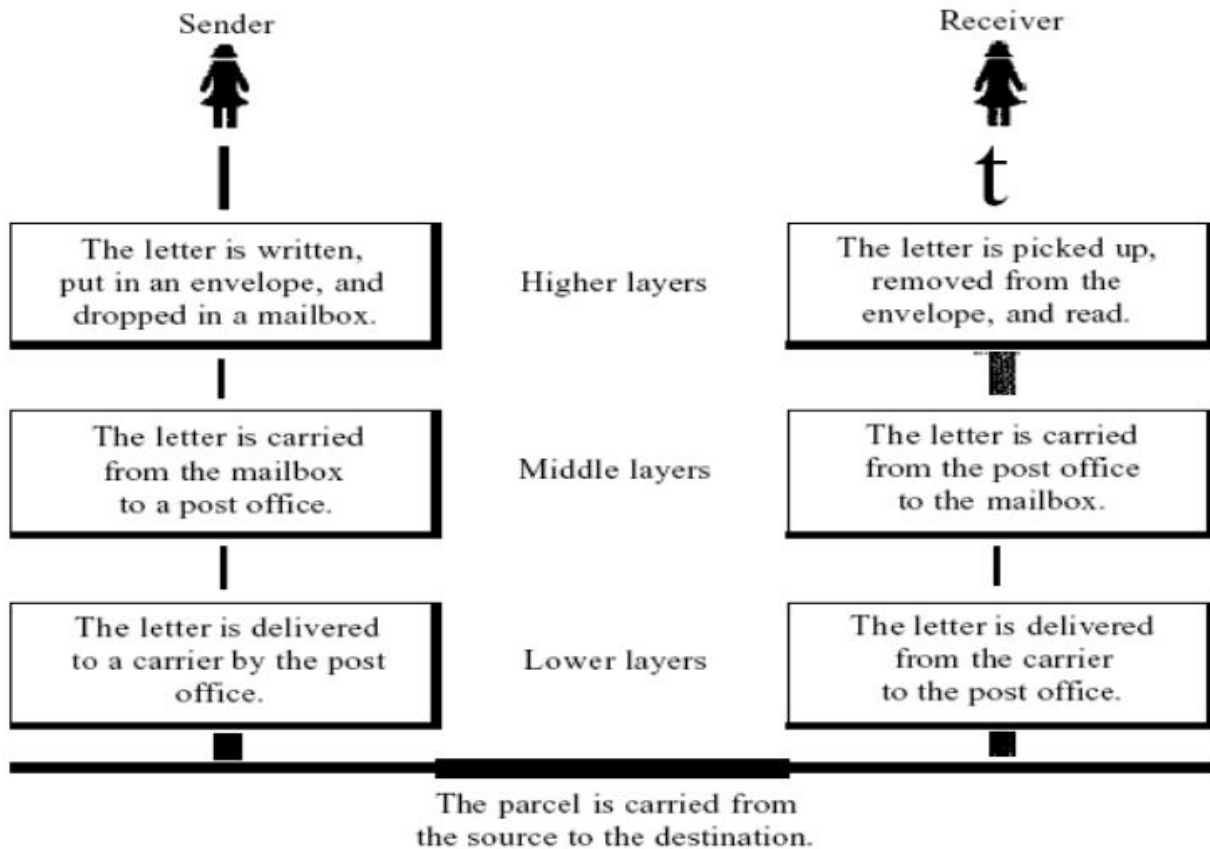 Sender
Receiver
t
The letter is written,
put in an envelope, and
dropped in a mailbox.
Higher layers
The letter is picked up,
removed from the
envelope, and read.
The letter is carried
from the mailbox
to a post office.
Middle layers
The letter is carried
from the post office
to the mailbox.
The letter is delivered
to a carrier by the post
office.
Lower layers
The letter is delivered
from the carrier
to the post office.
The parcel is carried from
the source to the destination.